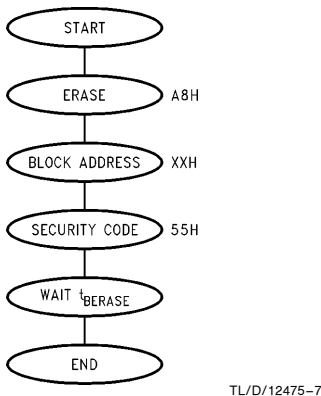 START
ERASE A8H
BLOCK ADDRESS XXH
SECURITY CODE 55H
WAIT tBERASE
END
TL/D/12475-7